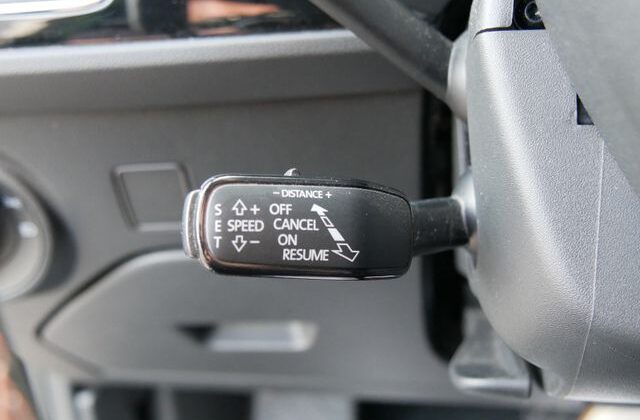 - DISTANCE +
S + OFF
E SPEED CANCEL
T - ON
RESUME